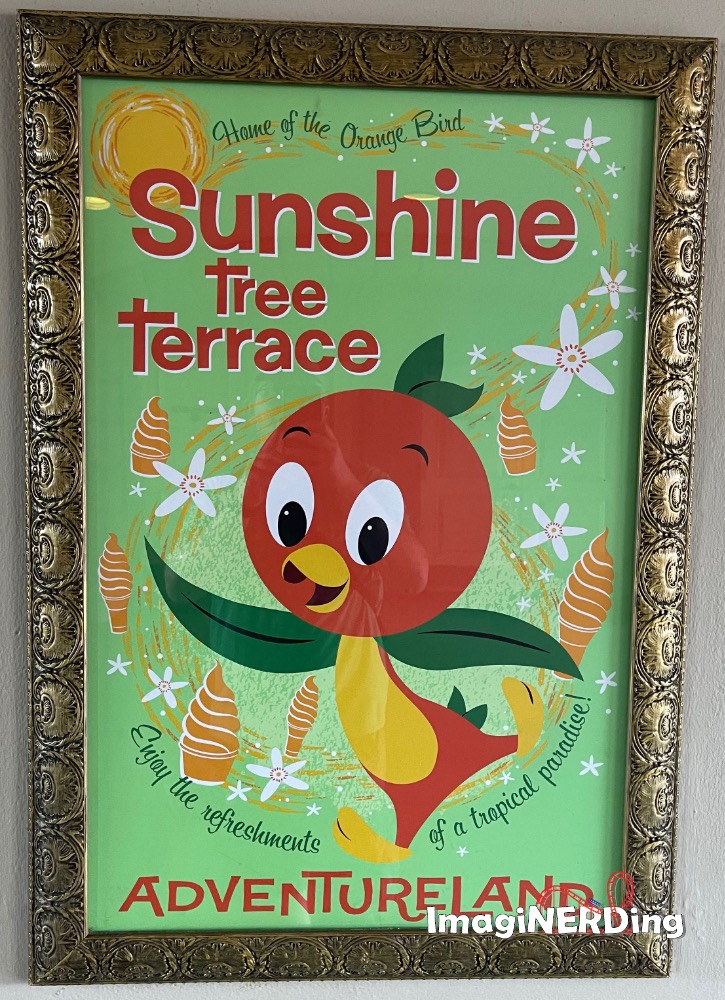 Home of the Orange Bird
Sunshine
Tree
Terrace
Enjoy the refreshments
of a tropical paradise!
ADVENTURELAND
ImagiNERDing